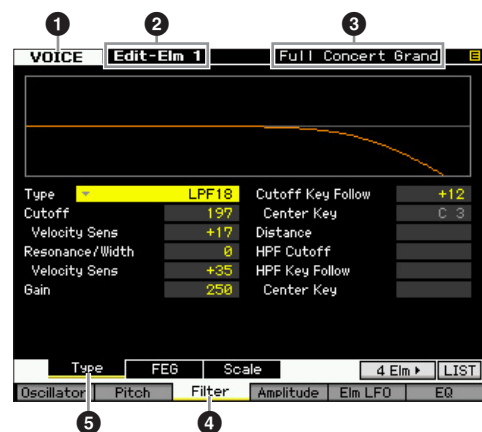 1 2 3
VOICE Edit-Elm 1 Full Concert Grand E
Type LPF18 Cutoff Key Follow +12
Cutoff 197 Center Key C 3
Velocity Sens +17 Distance
Resonance/Width 0 HPF Cutoff
Velocity Sens +35 HPF Key Follow
Gain 250 Center Key
Type FEG Scale 4 Elm LIST
Oscillator Pitch Filter Amplitude Elm LFO EQ
5 4